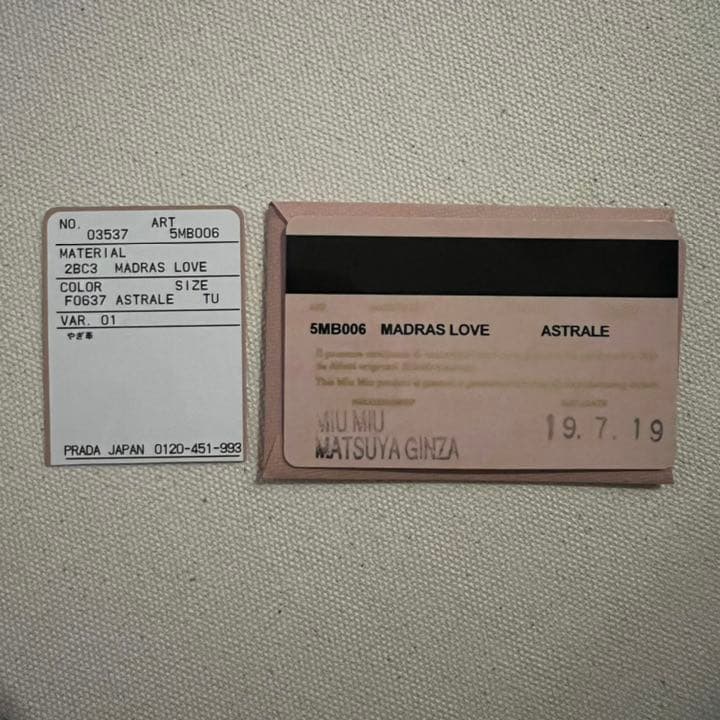 NO. ART
03537 5MB006
MATERIAL
2BC3 MADRAS LOVE
COLOR SIZE
F0637 ASTRALE TU
VAR. 01
やぎ革
PRADA JAPAN 0120-451-993
5MB006 MADRAS LOVE ASTRALE
MIU MIU
MATSUYA GINZA
19. 7. 19